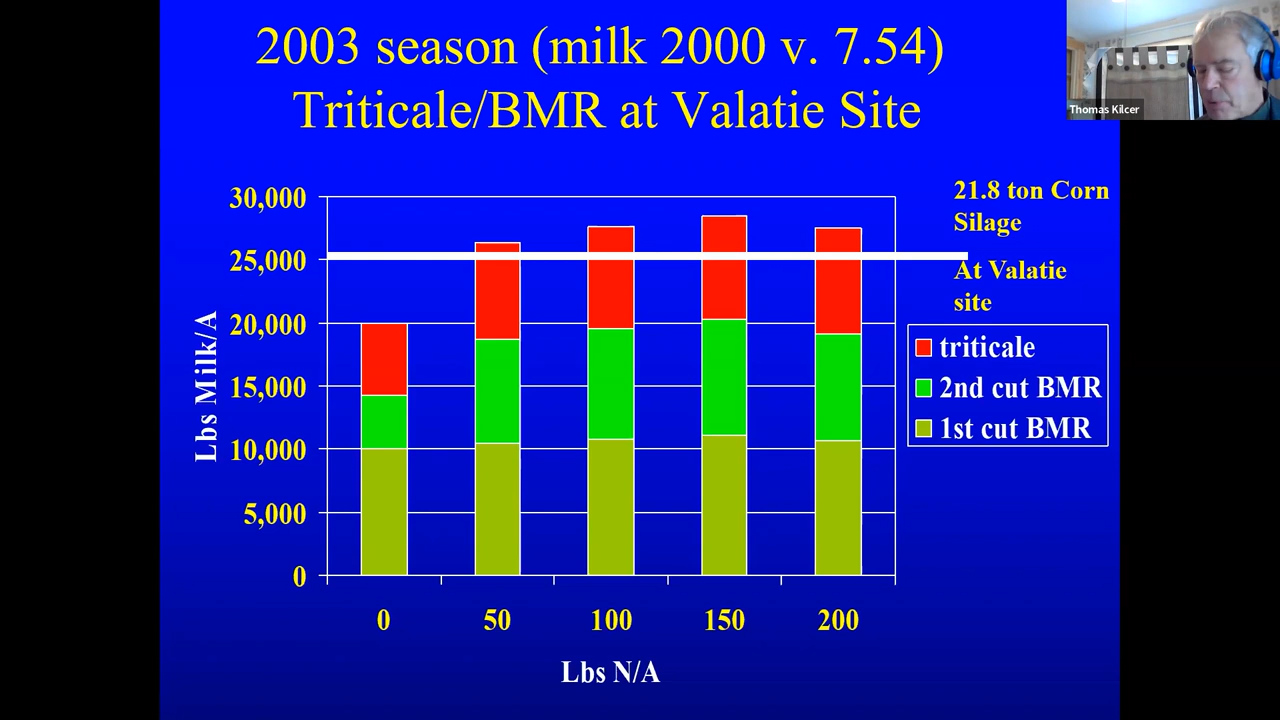 2003 season (milk 2000 v. 7.54)
Triticale/BMR at Valatie Site
Thomas Kilcer
21.8 ton Corn
Silage
At Valatie
site
30,000
25,000
20,000
15,000
10,000
5,000
0
Lbs Milk/A
triticale
2nd cut BMR
1st cut BMR
0 50 100 150 200
Lbs N/A